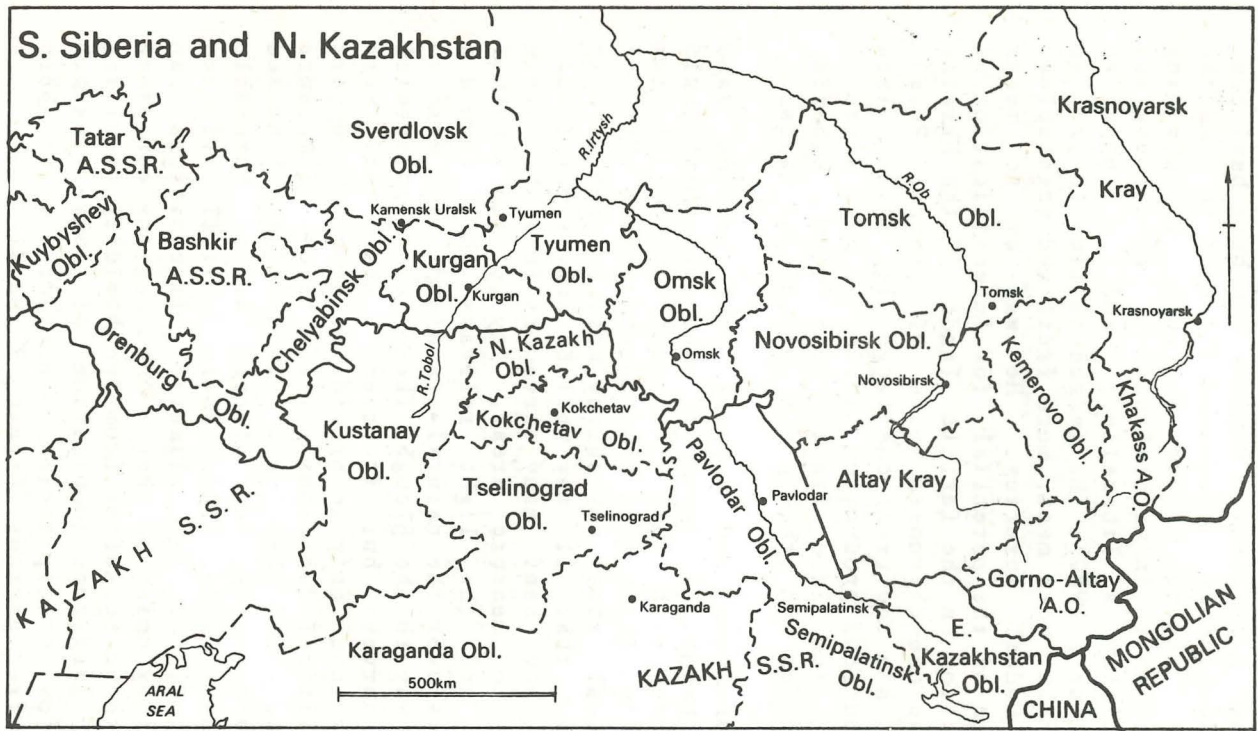 S. Siberia and N. Kazakhstan
Tatar
A.S.S.R.
Sverdlovsk
Obl.
R.Irtysh
Krasnoyarsk
Kray
R.Ob
Kuybyshev
Obl.
Bashkir
A.S.S.R.
Kamensk Uralsk
Tyumen
Tyumen
Obl.
Tomsk Obl.
Chelyabinsk Obl.
Kurgan
Obl.
Kurgan
Omsk
Obl.
Tomsk
Krasnoyarsk
Orenburg
Obl.
R.Tobol
N. Kazakh
Obl.
Omsk
Novosibirsk Obl.
Novosibirsk
Kemerovo Obl.
Khakass A.O.
Kustanay
Obl.
Kokchetav
Kokchetav Obl.
Pavlodar Obl.
Altay Kray
Tselinograd
Obl.
Tselinograd
Pavlodar
KAZAKH S.S.R.
Karaganda
Semipalatinsk
Gorno-Altay
A.O.
Karaganda Obl.
KAZAKH S.S.R.
Semipalatinsk
Obl.
E.
Kazakhstan
Obl.
MONGOLIAN
REPUBLIC
ARAL
SEA
500km
CHINA